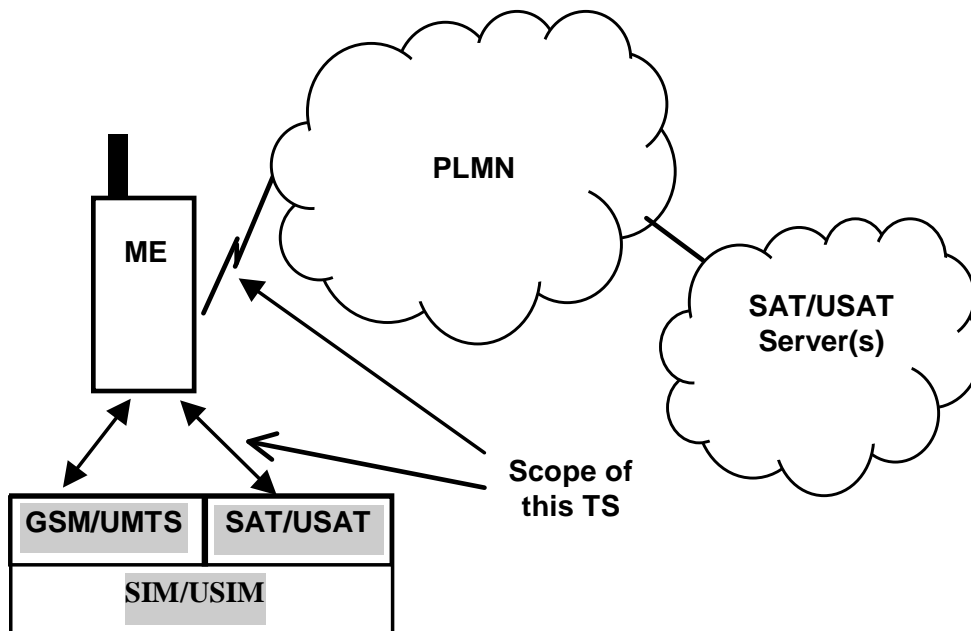 PLMN
ME
SAT/USAT
Server(s)
Scope of
this TS
GSM/UMTS
SAT/USAT
SIM/USIM